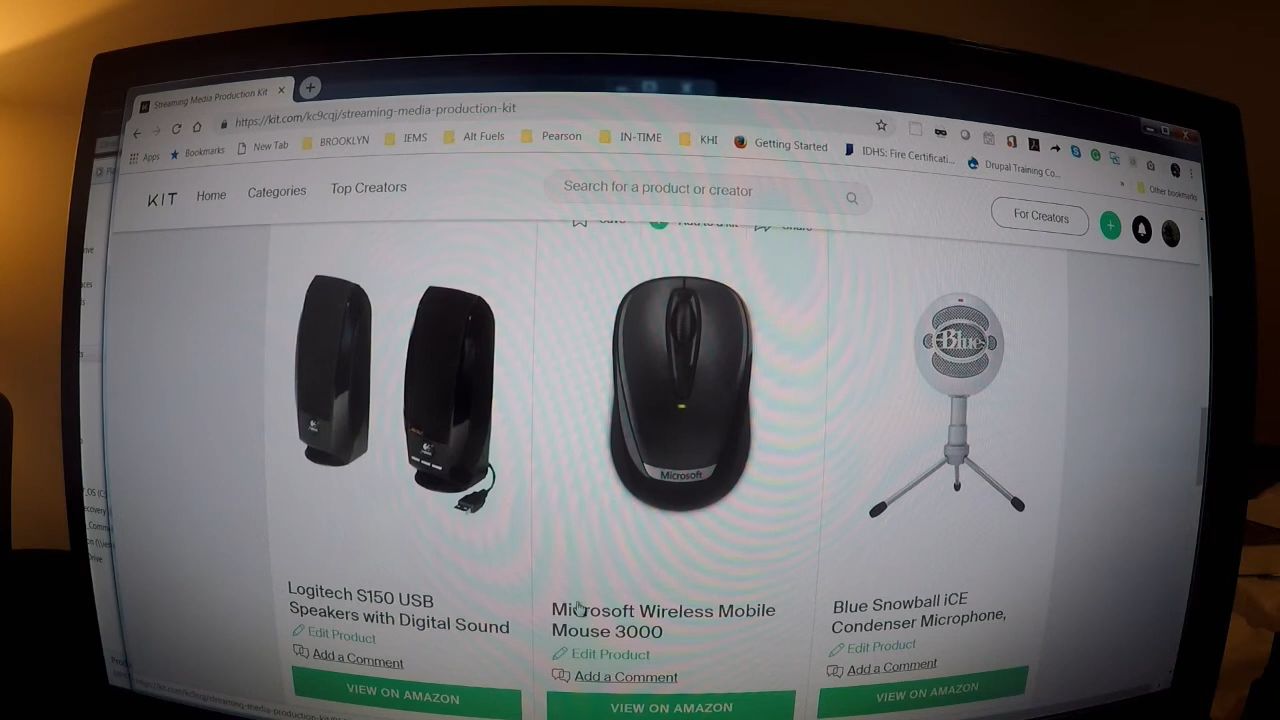 Streaming Media Production Kit
https://kit.com/kc9cqj/streaming-media-production-kit
Apps
Bookmarks
New Tab
BROOKLYN
IEMS
Alt Fuels
Pearson
IN-TIME
KHI
Getting Started
IDHS: Fire Certificati...
Drupal Training Co...
»
Other bookmarks
KIT
Home
Categories
Top Creators
Search for a product or creator
For Creators
Microsoft
Blue
Logitech S150 USB
Speakers with Digital Sound
Edit Product
Add a Comment
VIEW ON AMAZON
Microsoft Wireless Mobile
Mouse 3000
Edit Product
Add a Comment
VIEW ON AMAZON
Blue Snowball iCE
Condenser Microphone,
Edit Product
Add a Comment
VIEW ON AMAZON